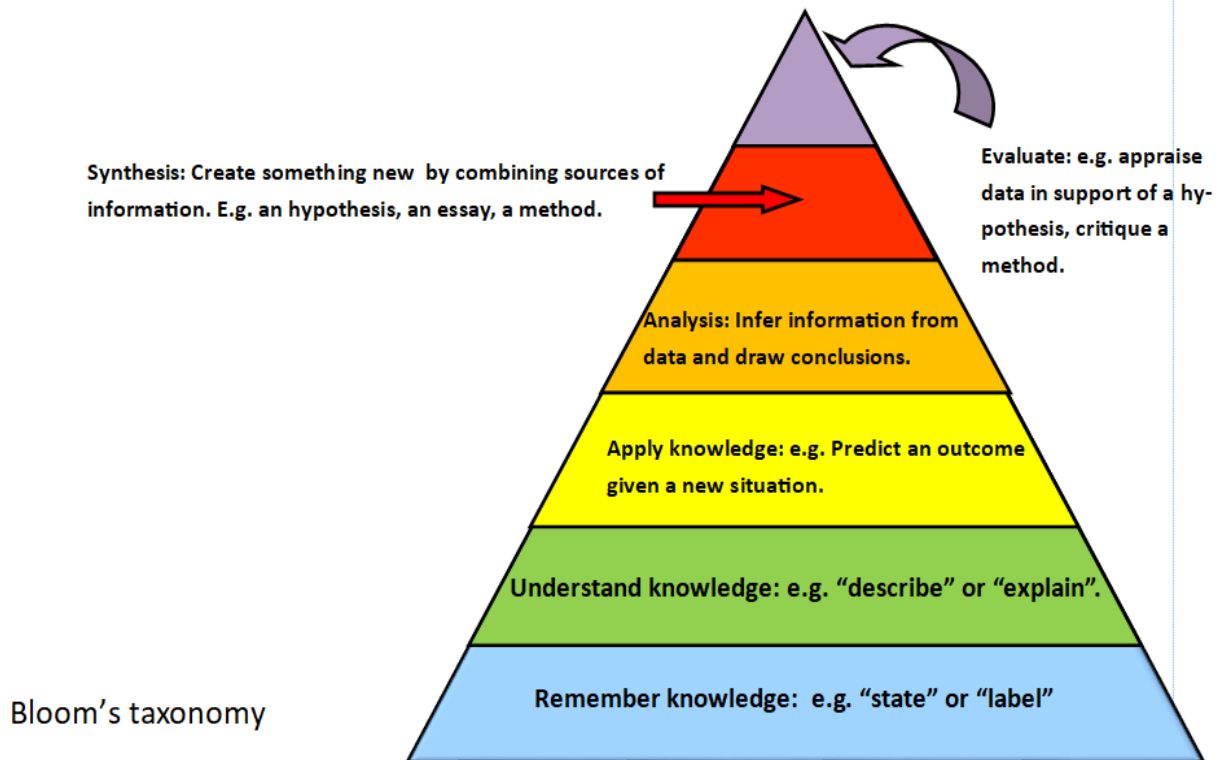 Synthesis: Create something new by combining sources of
information. E.g. an hypothesis, an essay, a method.
Evaluate: e.g. appraise
data in support of a hy-
pothesis, critique a
method.
Analysis: Infer information from
data and draw conclusions.
Apply knowledge: e.g. Predict an outcome
given a new situation.
Understand knowledge: e.g. “describe” or “explain”.
Remember knowledge: e.g. “state” or “label”
Bloom’s taxonomy